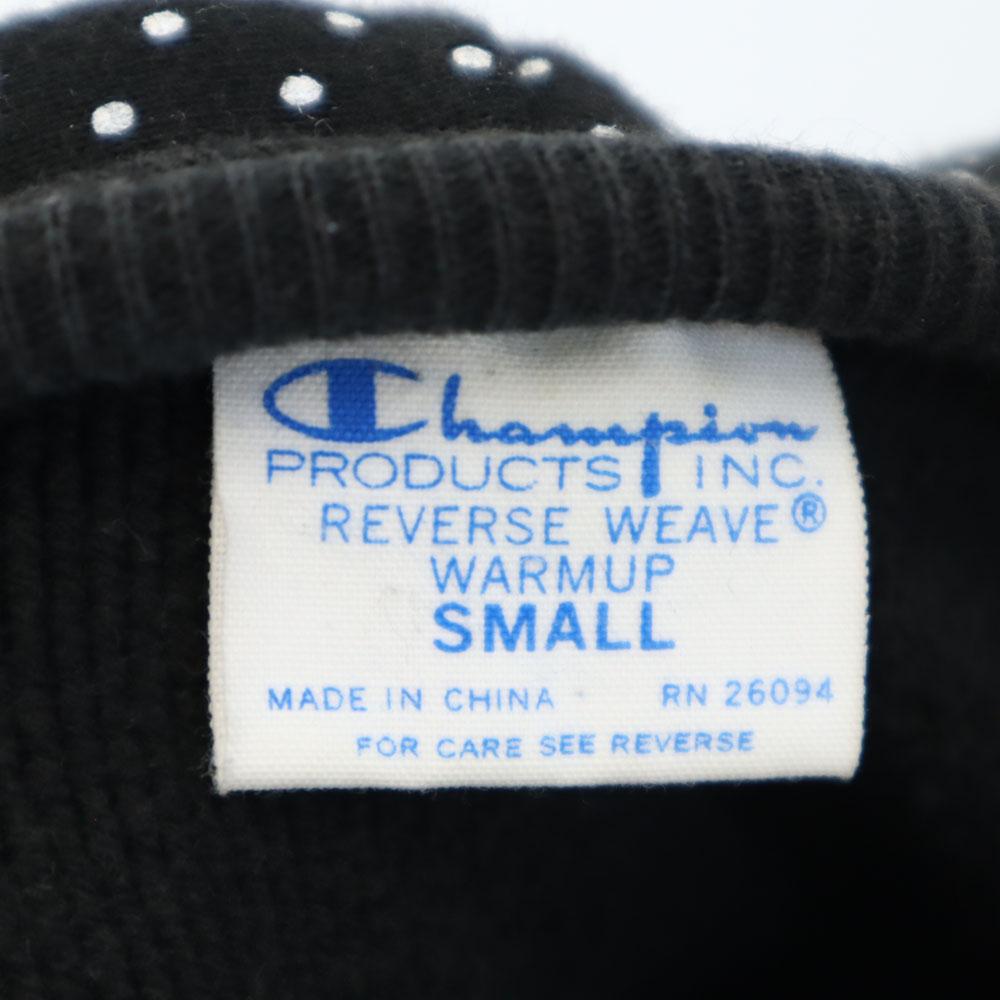 Champion
PRODUCTS INC.
REVERSE WEAVE®
WARMUP
SMALL
MADE IN CHINA RN 26094
FOR CARE SEE REVERSE